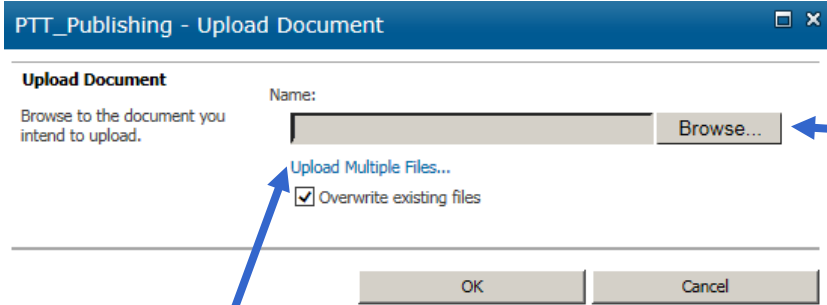 PTT_Publishing - Upload Document
Upload Document
Browse to the document you
intend to upload.
Name:
Browse...
Upload Multiple Files...
Overwrite existing files
OK
Cancel